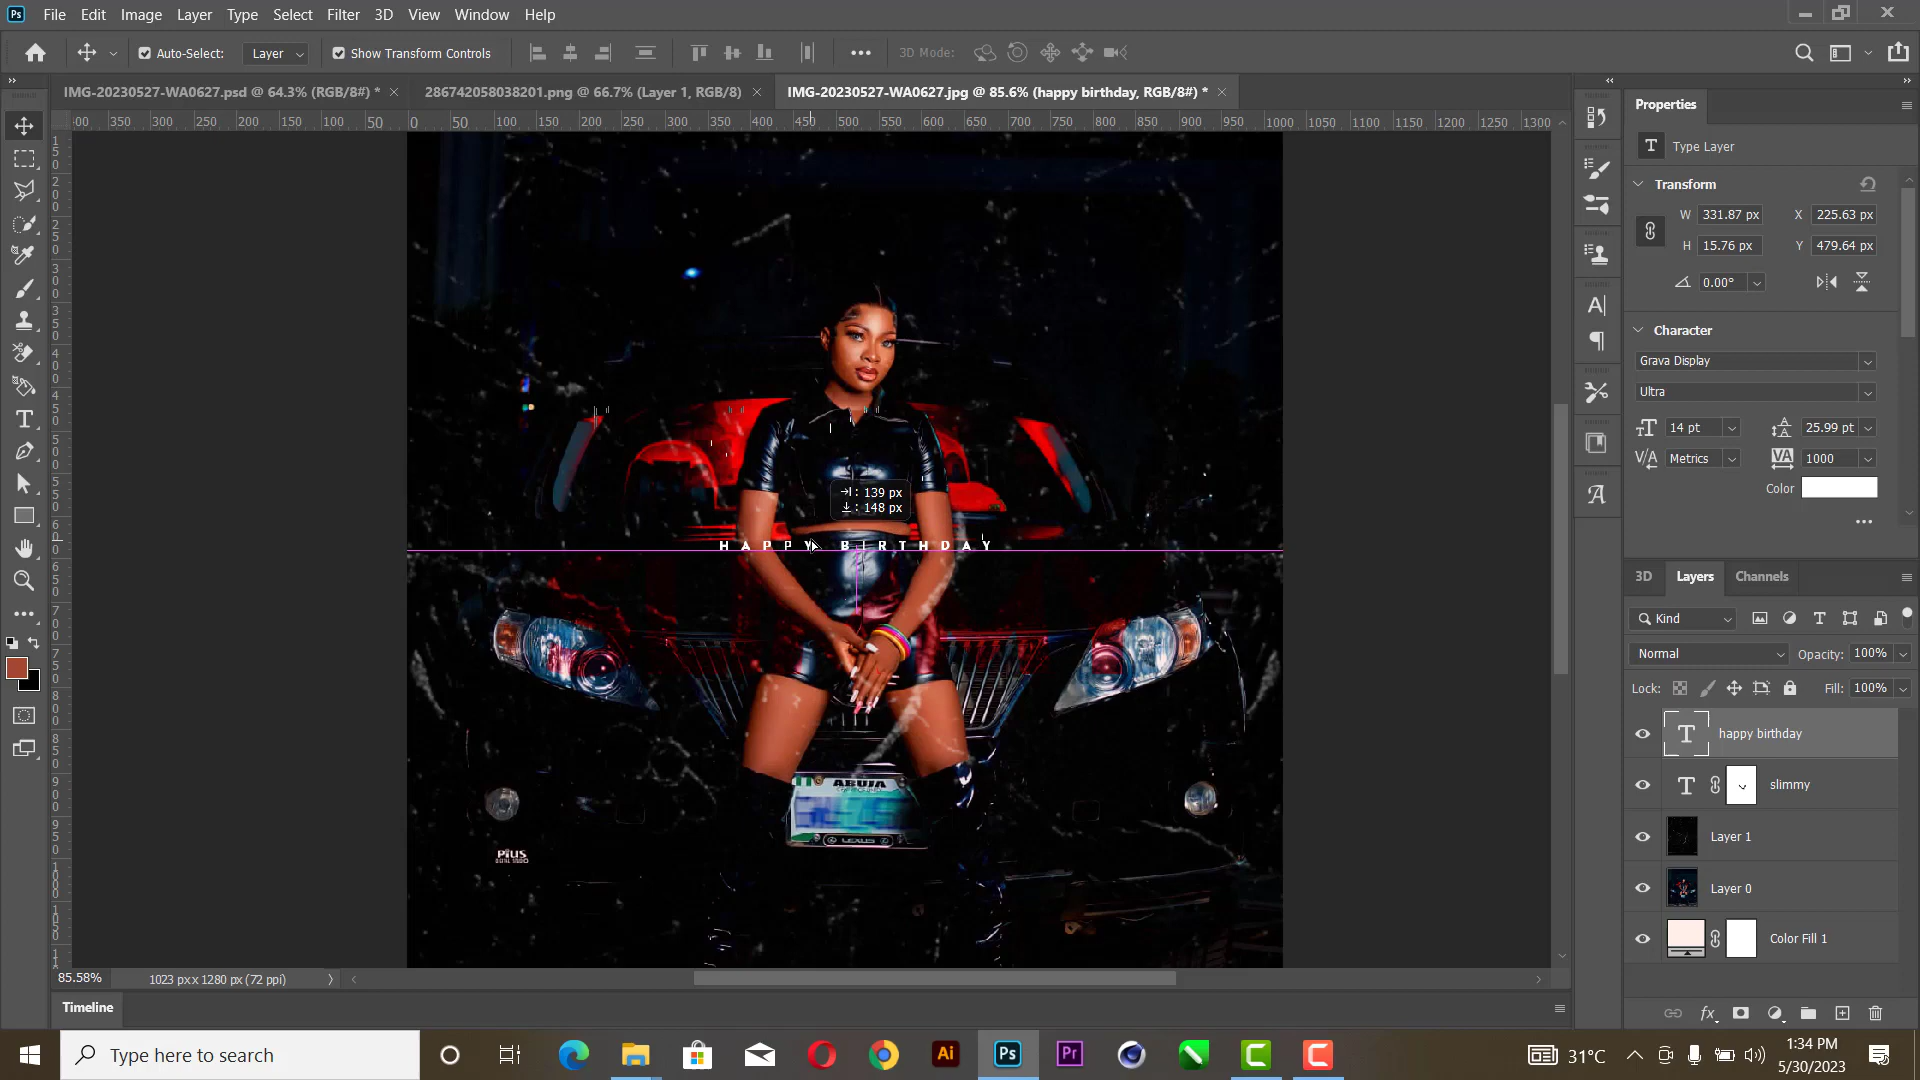 File Edit Image Layer Type Select Filter 3D View Window Help
Auto-Select: Layer Show Transform Controls 3D Mode:
IMG-20230527-WA0627.psd @ 64.3% (RGB/8#) *
286742058038201.png @ 66.7% (Layer 1, RGB/8)
IMG-20230527-WA0627.jpg @ 85.6% (happy birthday, RGB/8#) *
Properties
Type Layer
Transform
W 331.87 px X 225.63 px
H 15.76 px Y 479.64 px
0.00°
Character
Grava Display
Ultra
14 pt 25.99 pt
Metrics 1000
Color
139 px
148 px
HAPPY BIRTHDAY
ABUJA
LEXUS
PiUS
3D Layers Channels
Kind
Normal Opacity: 100%
Lock: Fill: 100%
happy birthday
slimmy
Layer 1
Layer 0
Color Fill 1
85.58% 1023 px x 1280 px (72 ppi)
Timeline
Type here to search
31°C
1:34 PM
5/30/2023